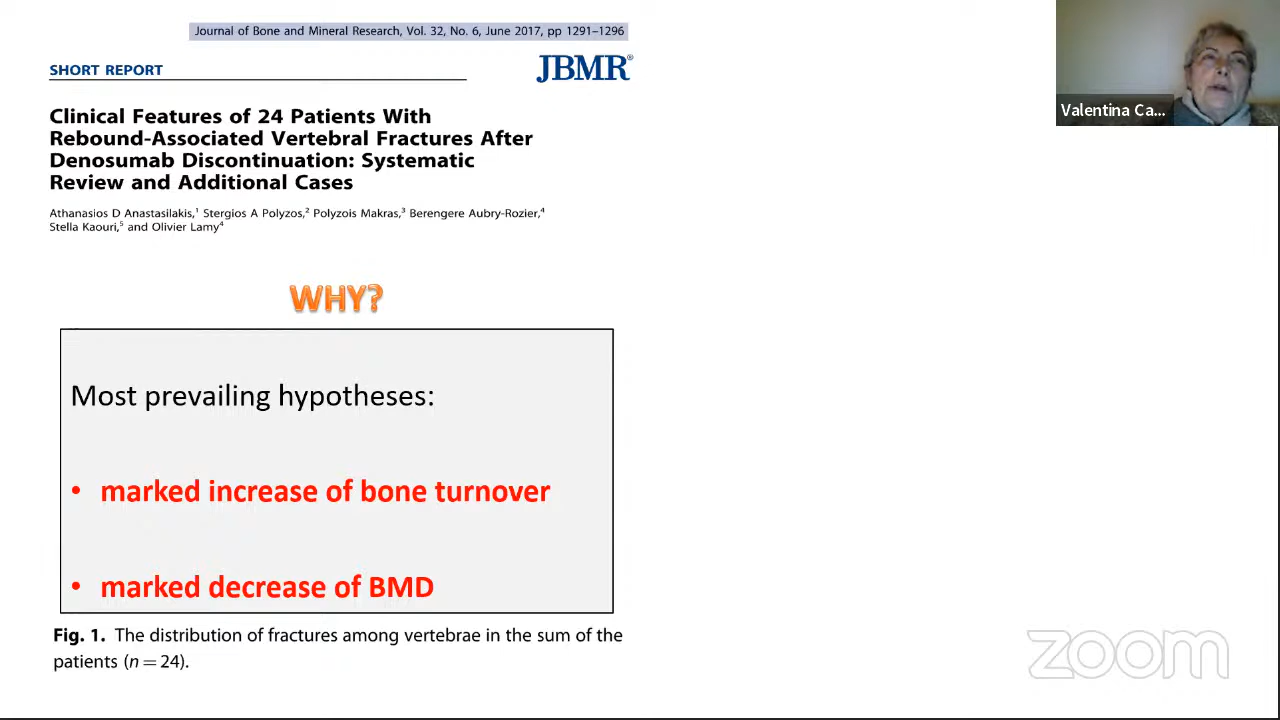 Journal of Bone and Mineral Research, Vol. 32, No. 6, June 2017, pp 1291–1296
SHORT REPORT
JBMR®
Clinical Features of 24 Patients With
Rebound-Associated Vertebral Fractures After
Denosumab Discontinuation: Systematic
Review and Additional Cases
Athanasios D Anastasilakis,1 Stergios A Polyzos,2 Polyzois Makras,3 Berengere Aubry-Rozier,4
Stella Kaouri,5 and Olivier Lamy4
WHY?
Most prevailing hypotheses:
• marked increase of bone turnover
• marked decrease of BMD
Fig. 1. The distribution of fractures among vertebrae in the sum of the
patients (n = 24).
Valentina Ca...
zoom